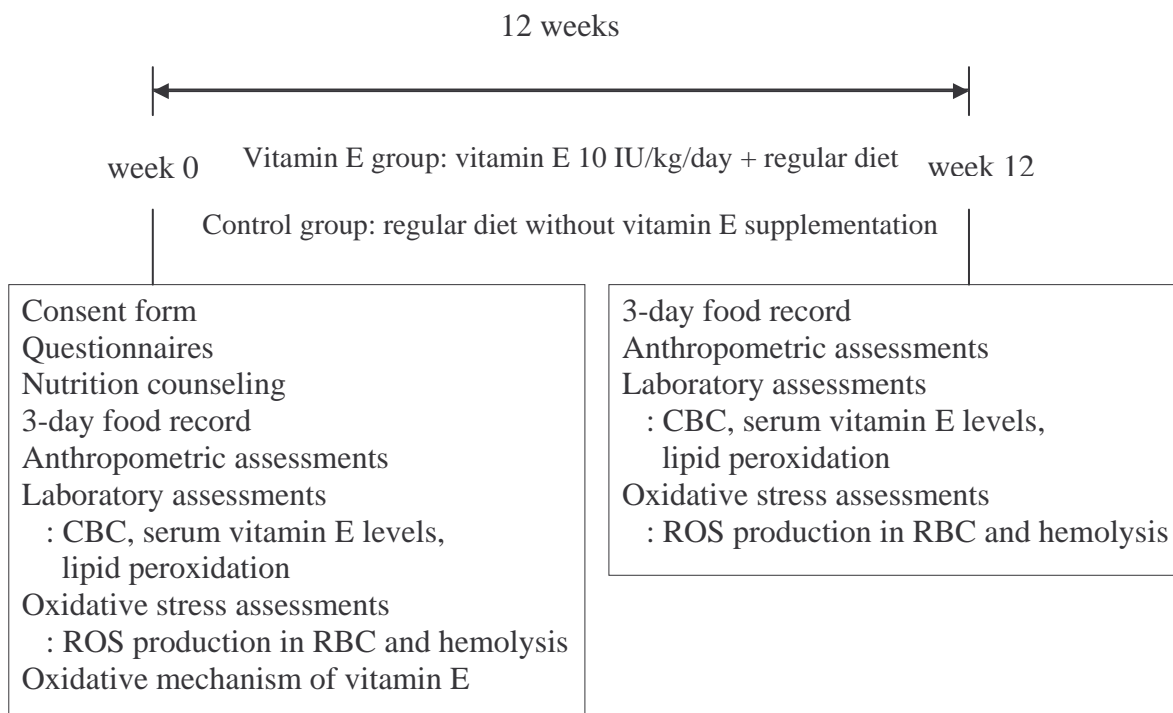 12 weeks
week 0
Vitamin E group: vitamin E 10 IU/kg/day + regular diet
week 12
Control group: regular diet without vitamin E supplementation
Consent form
Questionnaires
Nutrition counseling
3-day food record
Anthropometric assessments
Laboratory assessments
: CBC, serum vitamin E levels,
lipid peroxidation
Oxidative stress assessments
: ROS production in RBC and hemolysis
Oxidative mechanism of vitamin E
3-day food record
Anthropometric assessments
Laboratory assessments
: CBC, serum vitamin E levels,
lipid peroxidation
Oxidative stress assessments
: ROS production in RBC and hemolysis